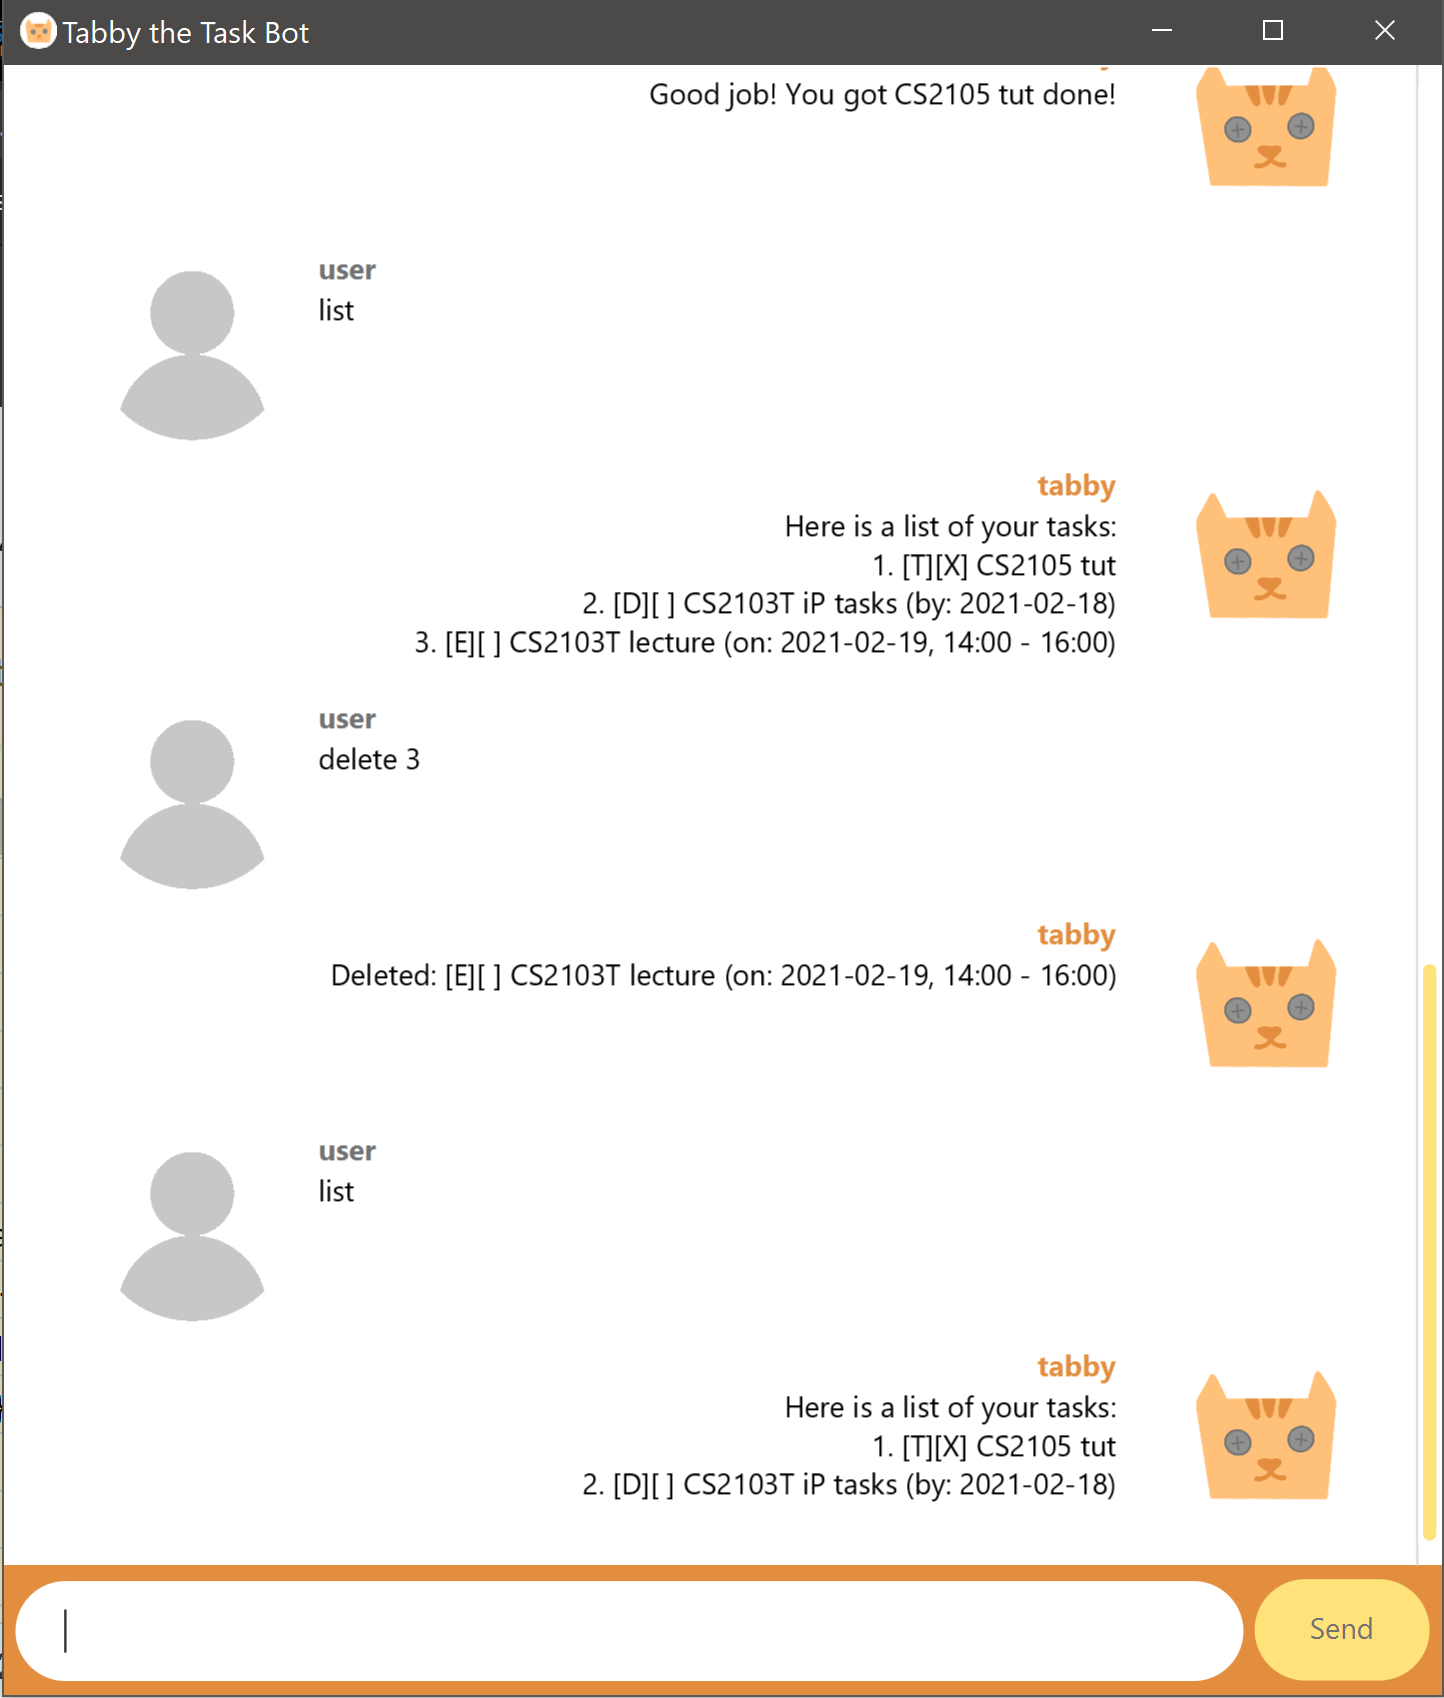 Tabby the Task Bot
Good job! You got CS2105 tut done!
user
list
tabby
Here is a list of your tasks:
1. [T][X] CS2105 tut
2. [D][ ] CS2103T iP tasks (by: 2021-02-18)
3. [E][ ] CS2103T lecture (on: 2021-02-19, 14:00 - 16:00)
user
delete 3
tabby
Deleted: [E][ ] CS2103T lecture (on: 2021-02-19, 14:00 - 16:00)
user
list
tabby
Here is a list of your tasks:
1. [T][X] CS2105 tut
2. [D][ ] CS2103T iP tasks (by: 2021-02-18)
Send